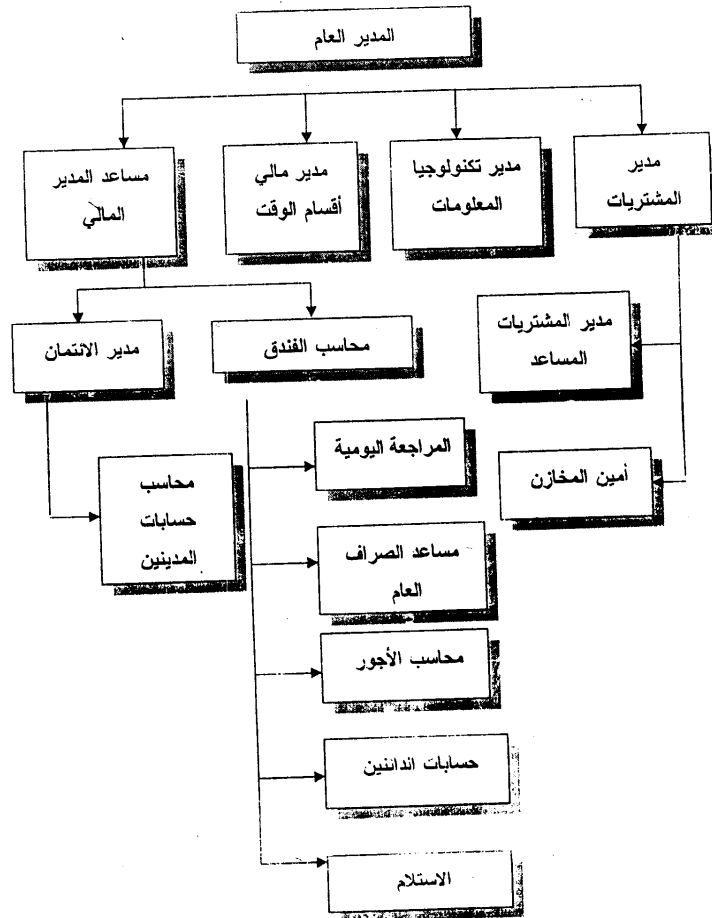 المدير العام
مدير
المشتريات
مدير تكنولوجيا
المعلومات
مدير مالي
أقسام الوقت
مساعد المدير
المالي
مدير المشتريات
المساعد
محاسب الفندق
مدير الائتمان
أمين المخازن
المراجعة اليومية
محاسب
حسابات
المدينين
مساعد الصراف
العام
محاسب الأجور
حسابات اندائنين
الاستلام